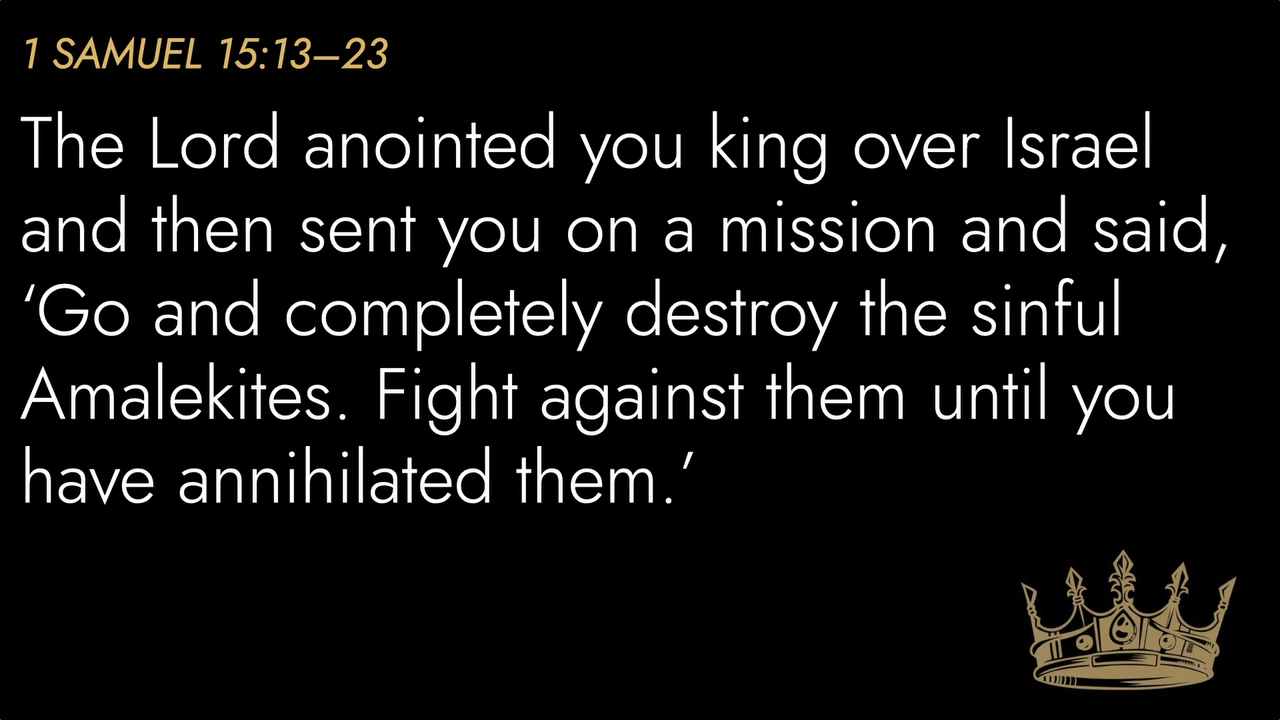 1 SAMUEL 15:13–23
The Lord anointed you king over Israel
and then sent you on a mission and said,
‘Go and completely destroy the sinful
Amalekites. Fight against them until you
have annihilated them.’